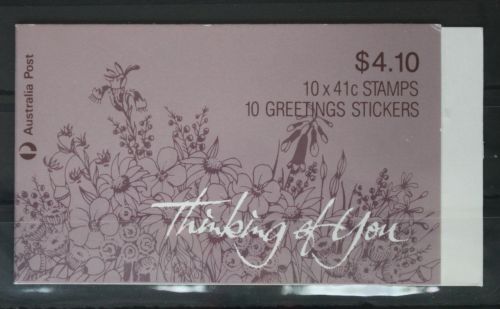 Australia Post
$4.10
10 x 41c STAMPS
10 GREETINGS STICKERS
Thinking of You